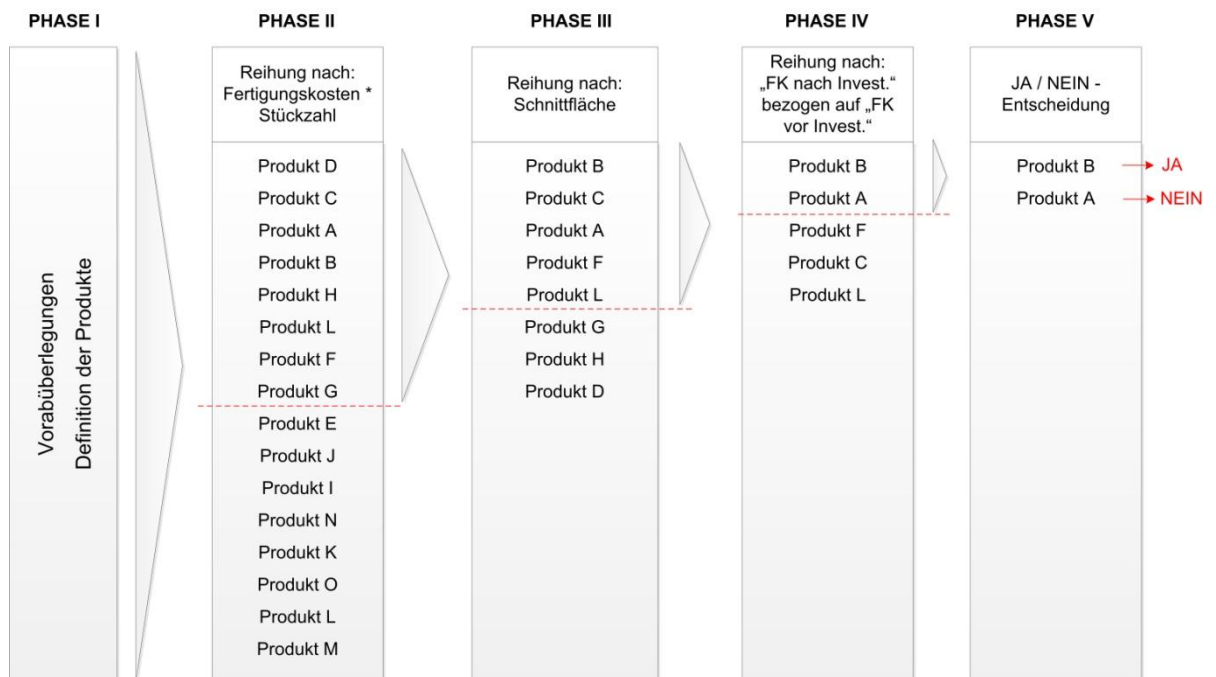 PHASE I
Vorabüberlegungen
Definition der Produkte
PHASE II
Reihung nach:
Fertigungskosten *
Stückzahl
Produkt D
Produkt C
Produkt A
Produkt B
Produkt H
Produkt L
Produkt F
Produkt G
Produkt E
Produkt J
Produkt I
Produkt N
Produkt K
Produkt O
Produkt L
Produkt M
PHASE III
Reihung nach:
Schnittfläche
Produkt B
Produkt C
Produkt A
Produkt F
Produkt L
Produkt G
Produkt H
Produkt D
PHASE IV
Reihung nach:
„FK nach Invest.“
bezogen auf „FK
vor Invest.“
Produkt B
Produkt A
Produkt F
Produkt C
Produkt L
PHASE V
JA / NEIN -
Entscheidung
Produkt B JA
Produkt A NEIN